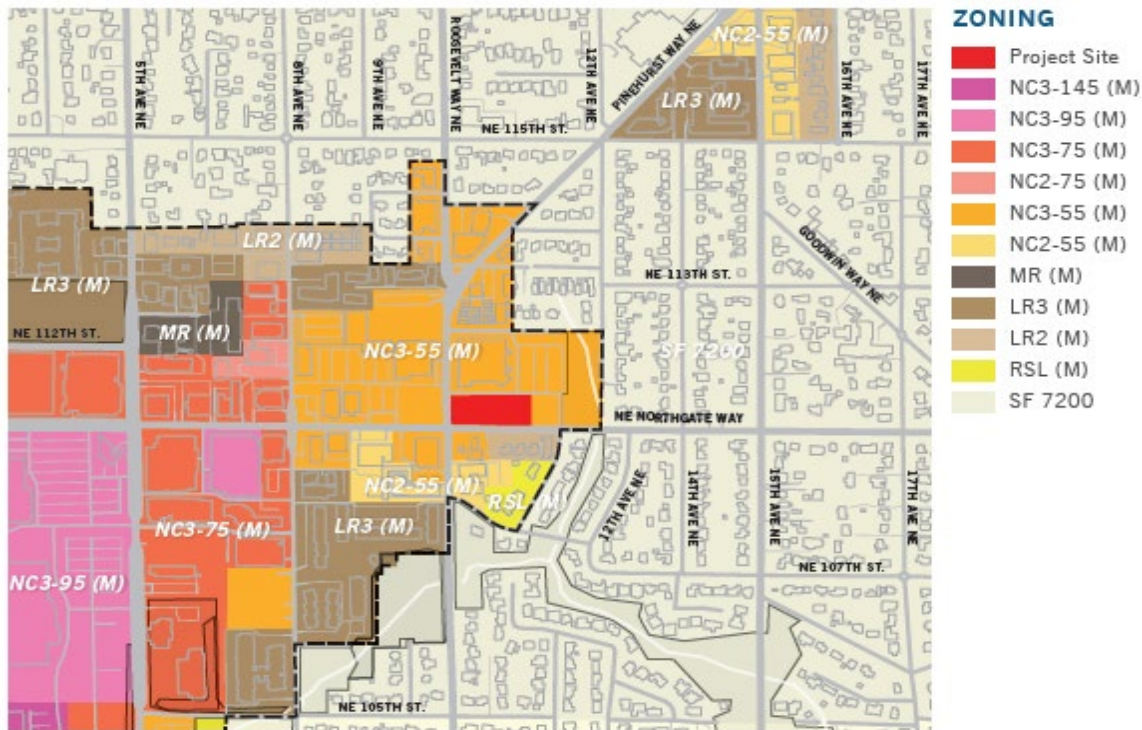 ZONING
Project Site
NC3-145 (M)
NC3-95 (M)
NC3-75 (M)
NC2-75 (M)
NC3-55 (M)
NC2-55 (M)
MR (M)
LR3 (M)
LR2 (M)
RSL (M)
SF 7200
5TH AVE NE
8TH AVE NE
9TH AVE NE
ROOSEVELT WAY NE
12TH AVE NE
PINEHURST WAY NE
NC2-55 (M)
16TH AVE NE
17TH AVE NE
LR3 (M)
NE 115TH ST.
LR2 (M)
GOODWIN WAY NE
LR3 (M)
NE 113TH ST.
NE 112TH ST.
MR (M)
NC3-55 (M)
SF 7200
NE NORTHGATE WAY
NC2-55 (M)
RSL (M)
12TH AVE NE
14TH AVE NE
15TH AVE NE
17TH AVE NE
NC3-75 (M)
LR3 (M)
NE 107TH ST.
NC3-95 (M)
NE 105TH ST.